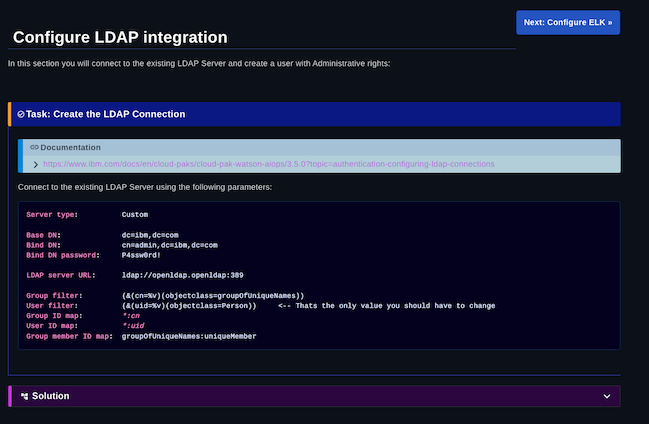 Next: Configure ELK »
Configure LDAP integration
In this section you will connect to the existing LDAP Server and create a user with Administrative rights:
Task: Create the LDAP Connection
Documentation
https://www.ibm.com/docs/en/cloud-paks/cloud-pak-watson-aiops/3.5.0?topic=authentication-configuring-ldap-connections
Connect to the existing LDAP Server using the following parameters:
Server type: Custom
Base DN: dc=ibm,dc=com
Bind DN: cn=admin,dc=ibm,dc=com
Bind DN password: P4ssw0rd!
LDAP server URL: ldap://openldap.openldap:389
Group filter: (&(cn=%v)(objectclass=groupOfUniqueNames))
User filter: (&(uid=%v)(objectclass=Person)) <-- Thats the only value you should have to change
Group ID map: *:cn
User ID map: *:uid
Group member ID map: groupOfUniqueNames:uniqueMember
Solution